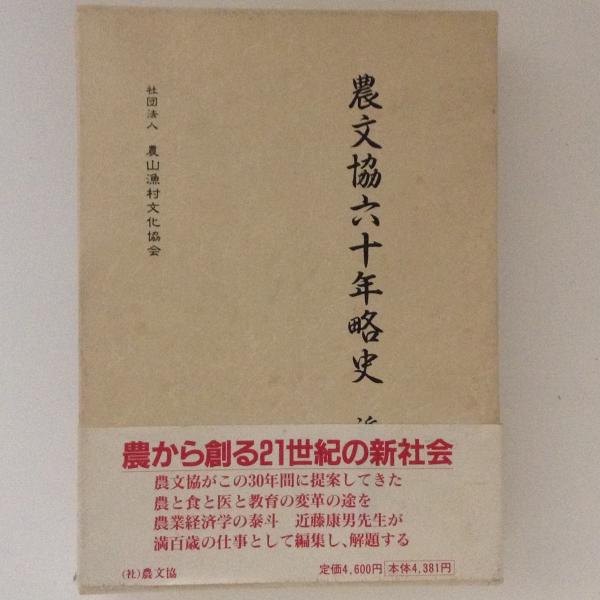 農文協六十年略史
社団法人 農山漁村文化協会
農から創る21世紀の新社会
農文協がこの30年間に提案してきた
農と食と医と教育の変革の途を
農業経済学の泰斗 近藤康男先生が
満百歳の仕事として編集し、解題する
(社)農文協
定価4,600円 本体4,381円